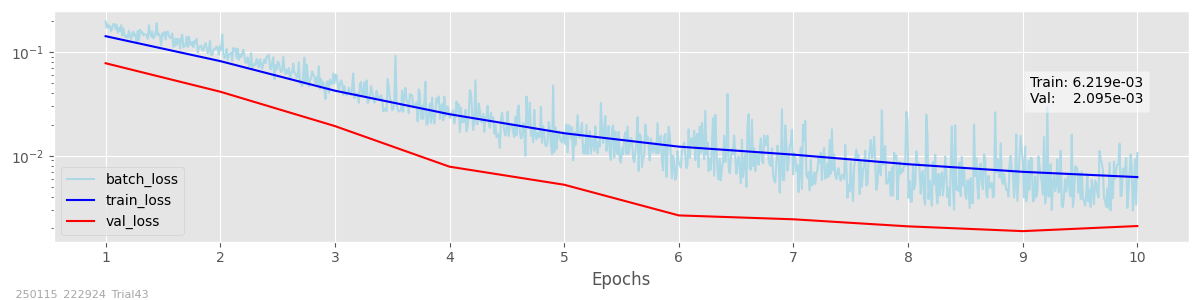 10⁻¹
10⁻²
Train: 6.219e-03
Val: 2.095e-03
batch_loss
train_loss
val_loss
1 2 3 4 5 6 7 8 9 10
Epochs
250115_222924_Trial43